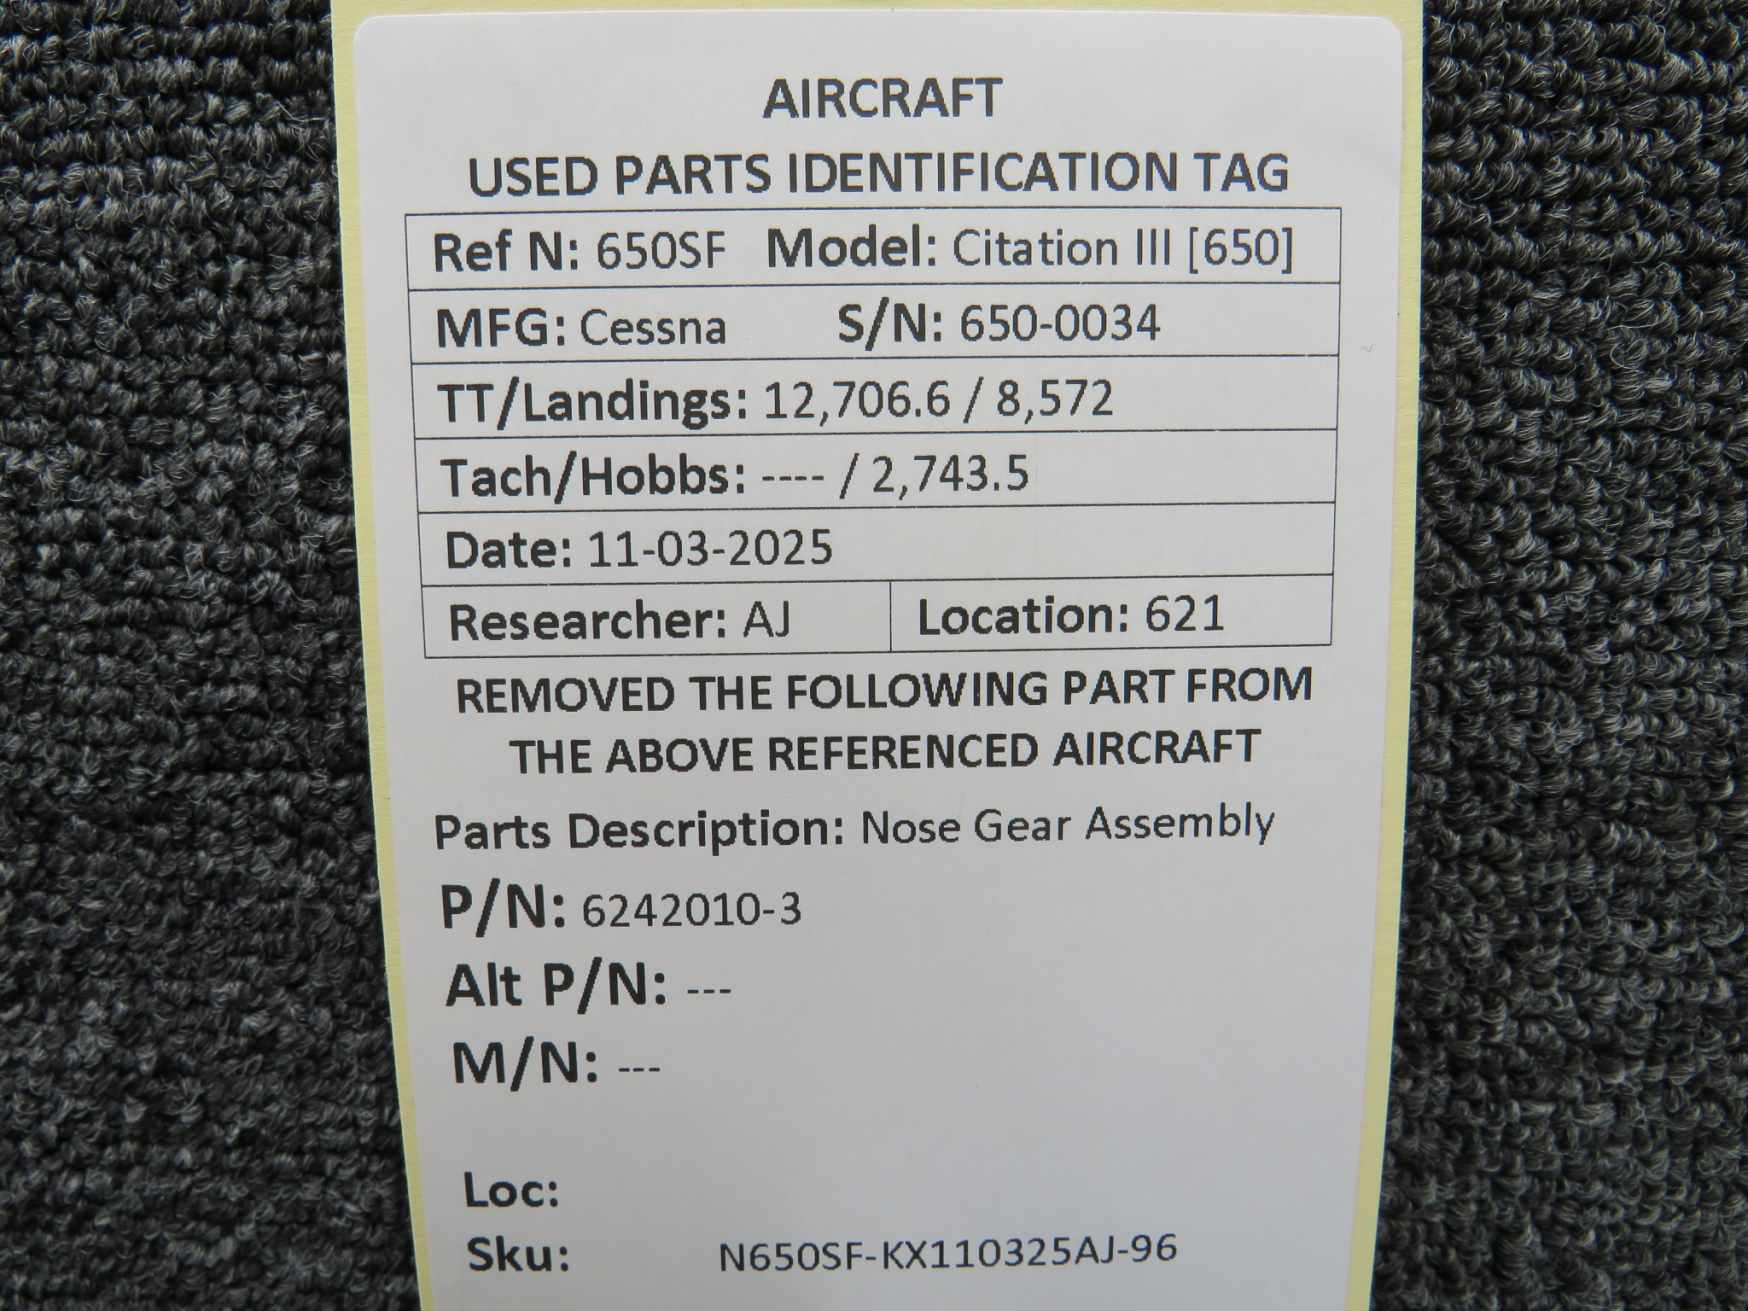 AIRCRAFT
USED PARTS IDENTIFICATION TAG
Ref N: 650SF Model: Citation III [650]
MFG: Cessna S/N: 650-0034
TT/Landings: 12,706.6 / 8,572
Tach/Hobbs: ---- / 2,743.5
Date: 11-03-2025
Researcher: AJ Location: 621
REMOVED THE FOLLOWING PART FROM
THE ABOVE REFERENCED AIRCRAFT
Parts Description: Nose Gear Assembly
P/N: 6242010-3
Alt P/N: ---
M/N: ---
Loc:
Sku: N650SF-KX110325AJ-96